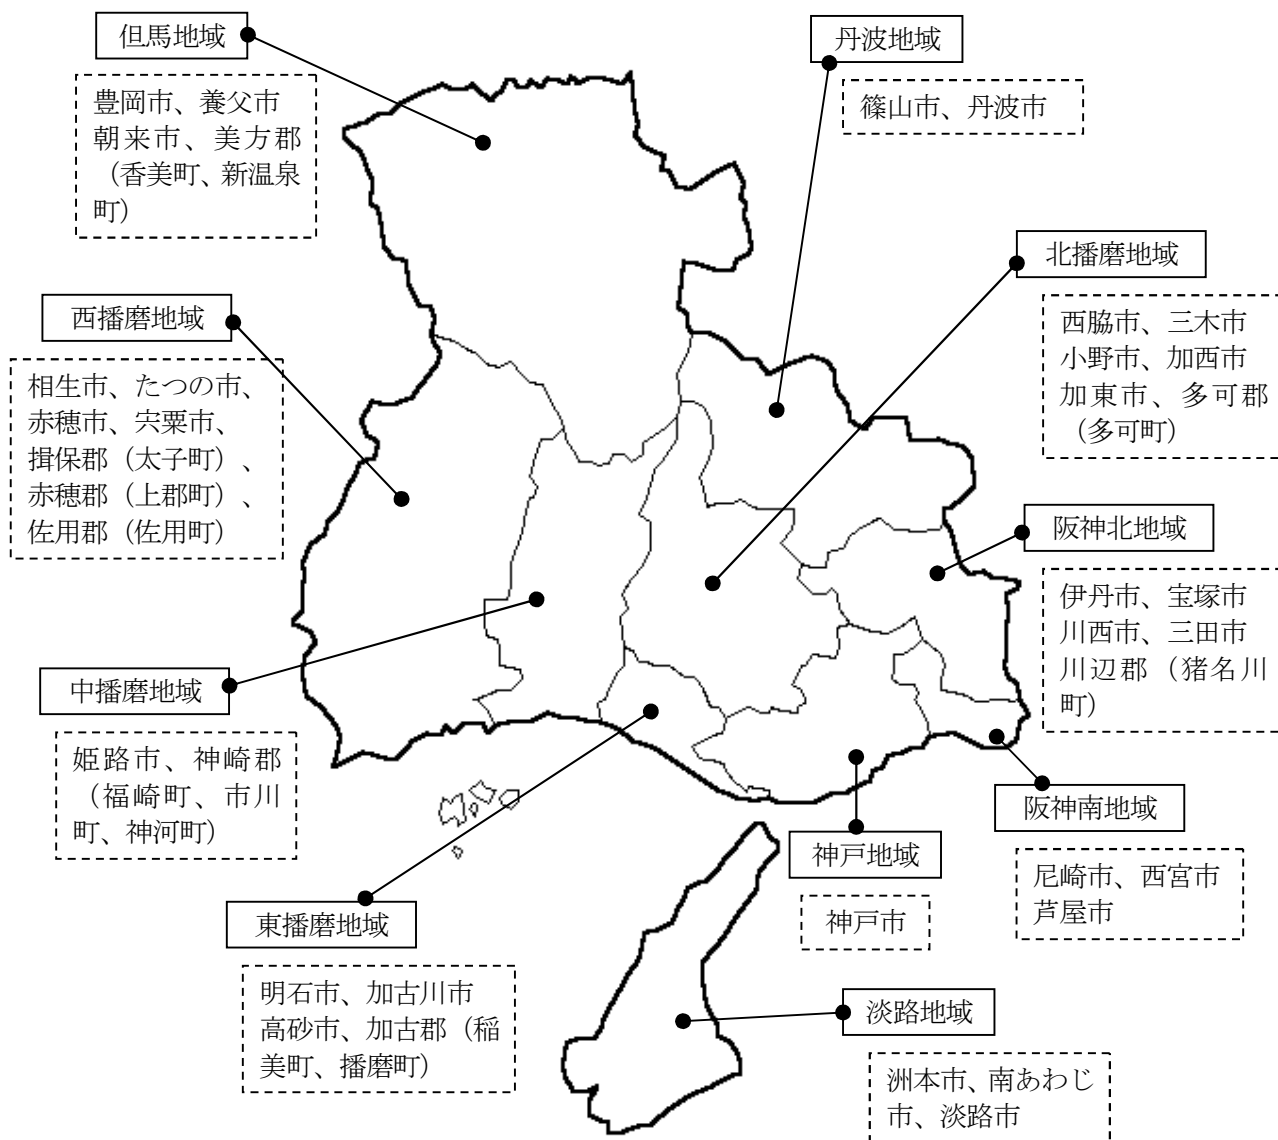 但馬地域
豊岡市、養父市
朝来市、美方郡
（香美町、新温泉
町）
丹波地域
篠山市、丹波市
北播磨地域
西脇市、三木市
小野市、加西市
加東市、多可郡
（多可町）
西播磨地域
相生市、たつの市、
赤穂市、宍粟市、
揖保郡（太子町）、
赤穂郡（上郡町）、
佐用郡（佐用町）
阪神北地域
伊丹市、宝塚市
川西市、三田市
川辺郡（猪名川
町）
中播磨地域
姫路市、神崎郡
（福崎町、市川
町、神河町）
阪神南地域
尼崎市、西宮市
芦屋市
神戸地域
神戸市
東播磨地域
明石市、加古川市
高砂市、加古郡（稲
美町、播磨町）
淡路地域
洲本市、南あわじ
市、淡路市